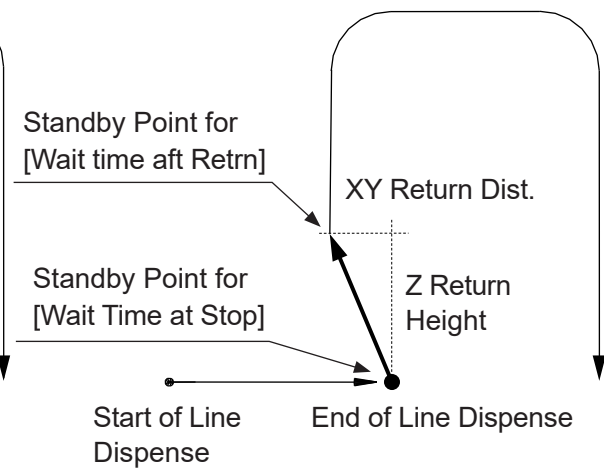 Standby Point for
[Wait time aft Retrn]
XY Return Dist.
Standby Point for
[Wait Time at Stop]
Z Return
Height
Start of Line
Dispense
End of Line Dispense